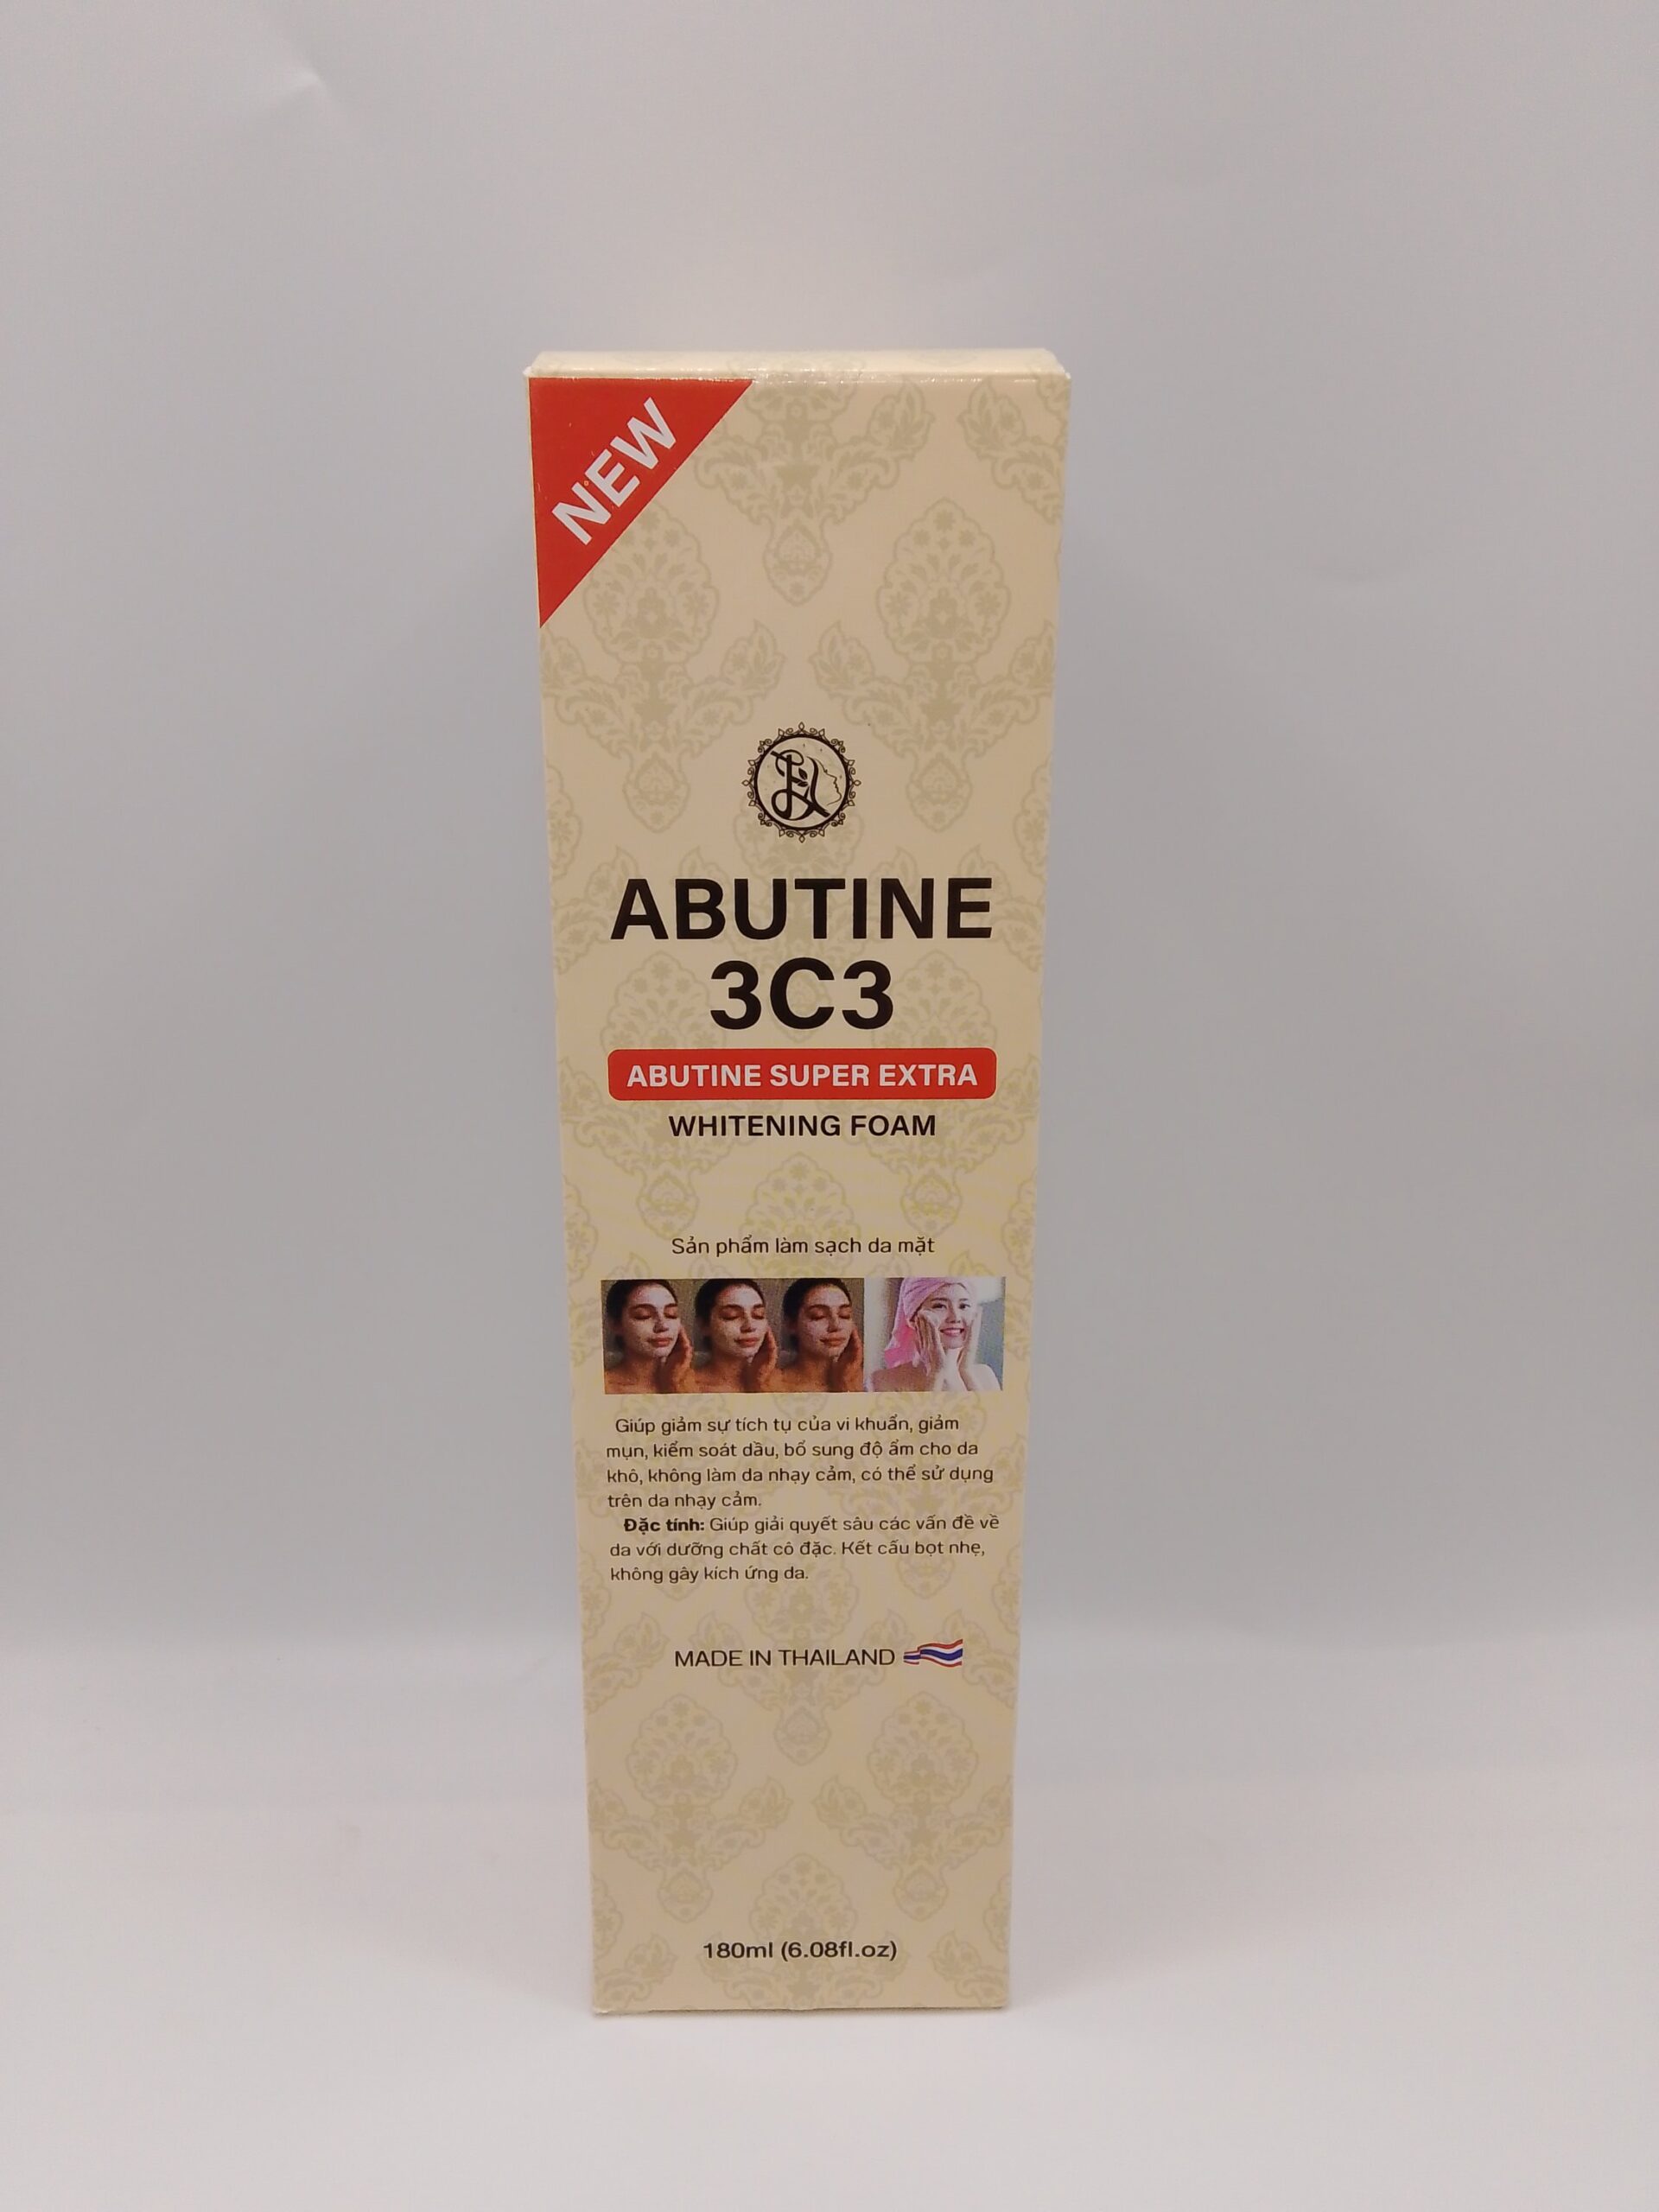 NEW
ABUTINE
3C3
ABUTINE SUPER EXTRA
WHITENING FOAM
Sản phẩm làm sạch da mặt
Giúp giảm sự tích tụ của vi khuẩn, giảm
mụn, kiểm soát dầu, bổ sung độ ẩm cho da
khô, không làm da nhạy cảm, có thể sử dụng
trên da nhạy cảm.
Đặc tính: Giúp giải quyết sâu các vấn đề về
da với dưỡng chất cô đặc. Kết cấu bọt nhẹ,
không gây kích ứng da.
MADE IN THAILAND
180ml (6.08fl.oz)